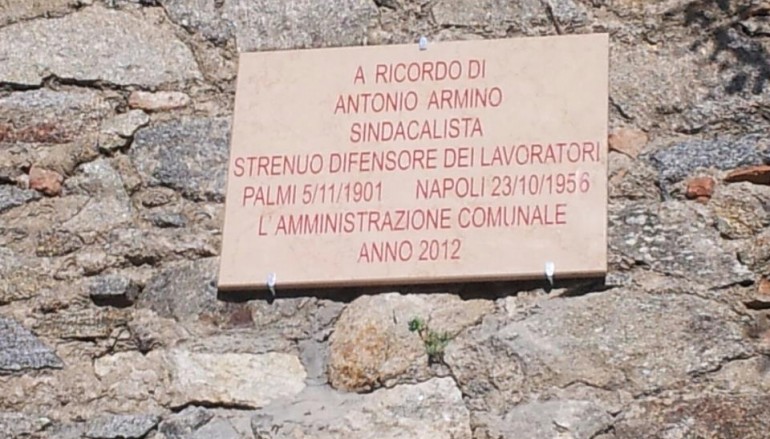 A RICORDO DI
ANTONIO ARMINO
SINDACALISTA
STRENUO DIFENSORE DEI LAVORATORI
PALMI 5/11/1901 NAPOLI 23/10/1956
L'AMMINISTRAZIONE COMUNALE
ANNO 2012